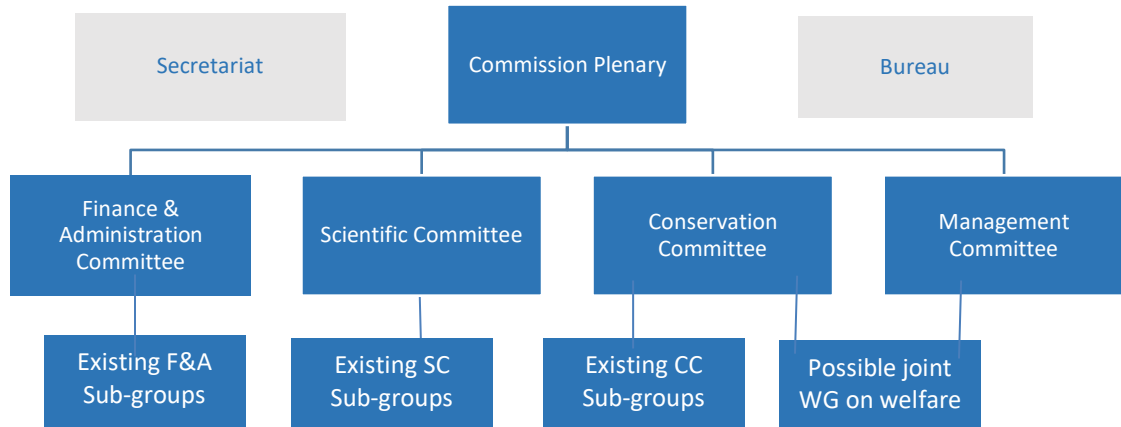 Secretariat
Commission Plenary
Bureau
Finance &
Administration
Committee
Scientific Committee
Conservation
Committee
Management
Committee
Existing F&A
Sub-groups
Existing SC
Sub-groups
Existing CC
Sub-groups
Possible joint
WG on welfare